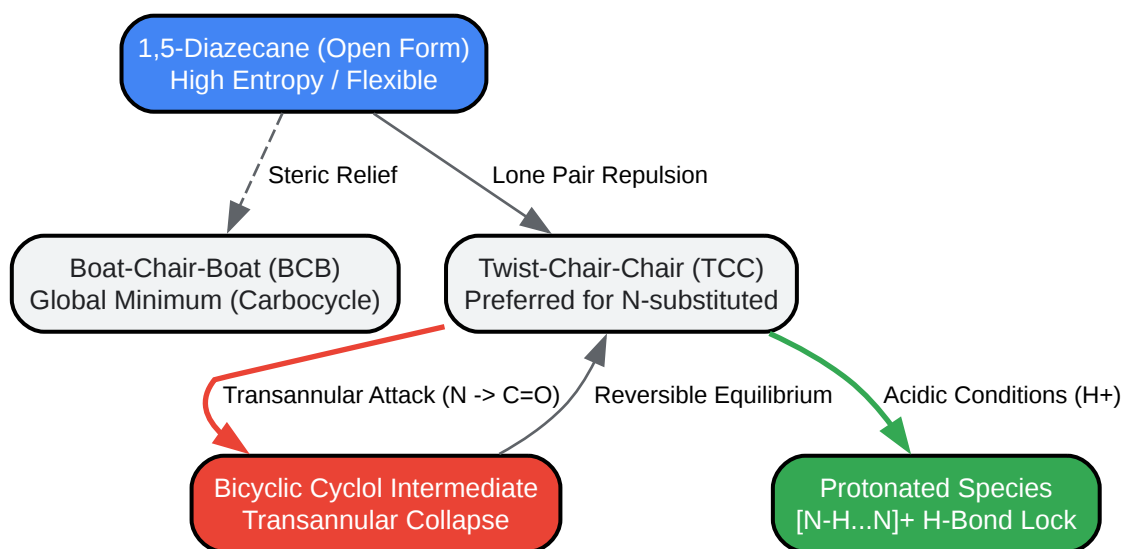 1,5-Diazecane (Open Form)
High Entropy / Flexible
Steric Relief
Lone Pair Repulsion
Boat-Chair-Boat (BCB)
Global Minimum (Carbocycle)
Twist-Chair-Chair (TCC)
Preferred for N-substituted
Transannular Attack (N -> C=O)
Reversible Equilibrium
Acidic Conditions (H+)
Bicyclic Cyclol Intermediate
Transannular Collapse
Protonated Species
[N-H...N]+ H-Bond Lock